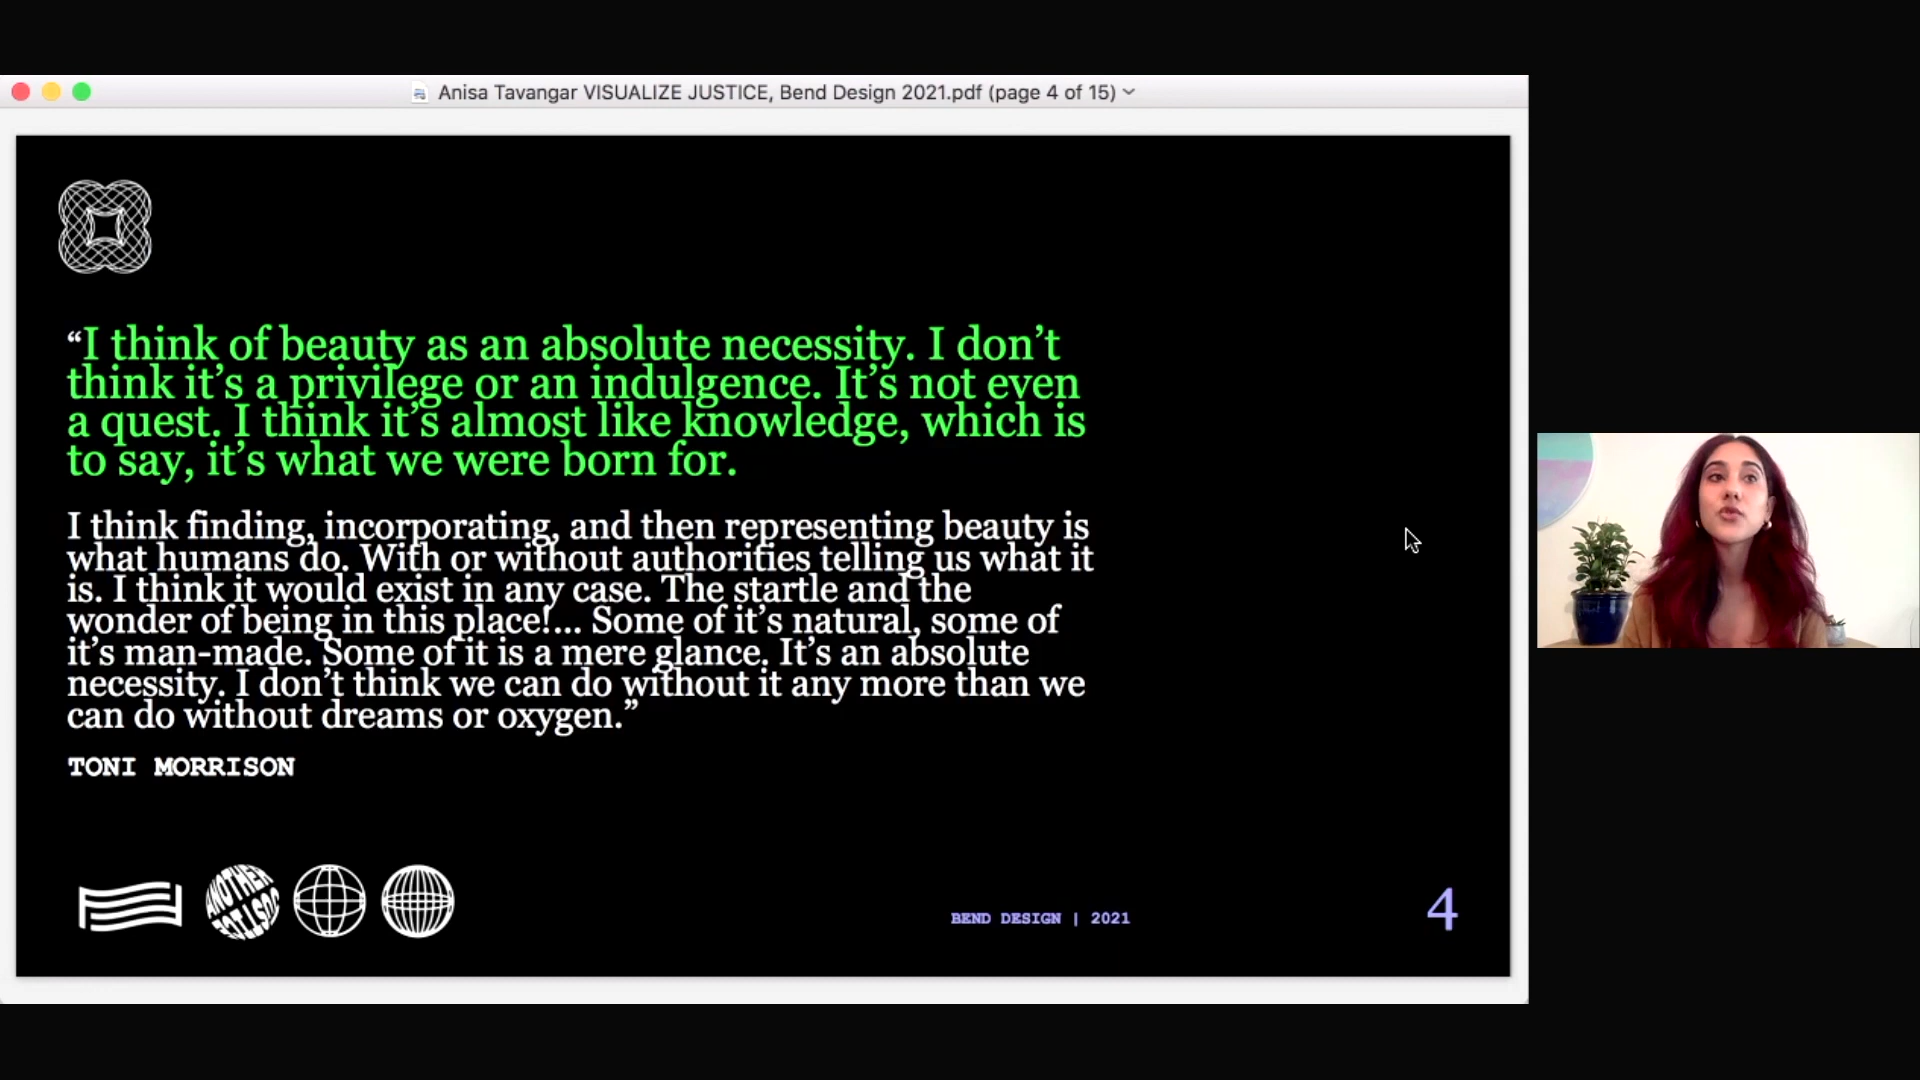 Anisa Tavangar VISUALIZE JUSTICE, Bend Design 2021.pdf (page 4 of 15)
“I think of beauty as an absolute necessity. I don’t
think it’s a privilege or an indulgence. It’s not even
a quest. I think it’s almost like knowledge, which is
to say, it’s what we were born for.
I think finding, incorporating, and then representing beauty is
what humans do. With or without authorities telling us what it
is. I think it would exist in any case. The startle and the
wonder of being in this place!... Some of it’s natural, some of
it’s man-made. Some of it is a mere glance. It’s an absolute
necessity. I don’t think we can do without it any more than we
can do without dreams or oxygen.”
TONI MORRISON
ANOTHER
BEND DESIGN | 2021
4